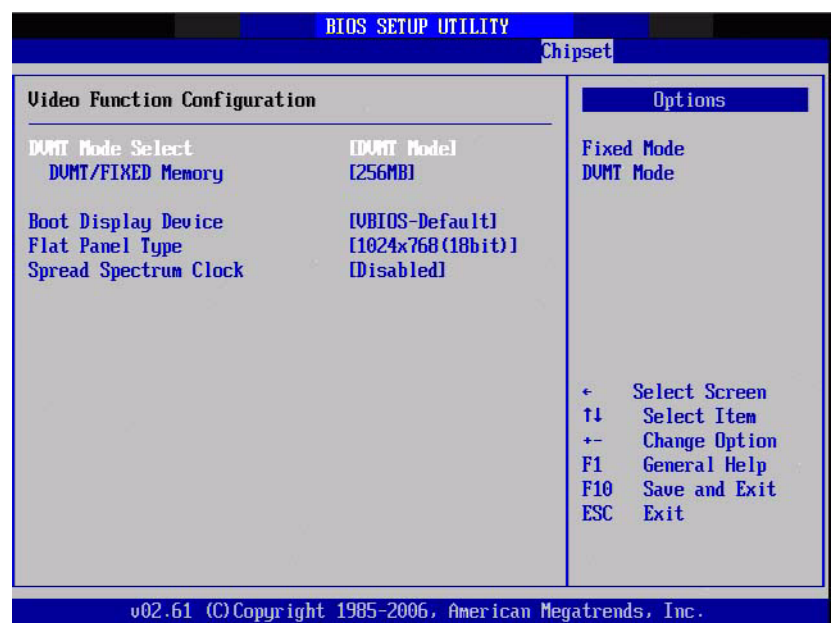 BIOS SETUP UTILITY
Chipset
Video Function Configuration
DVMT Mode Select [DVMT Mode]
DVMT/FIXED Memory [256MB]
Boot Display Device [VBIOS-Default]
Flat Panel Type [1024x768(18bit)]
Spread Spectrum Clock [Disabled]
Options
Fixed Mode
DVMT Mode
← Select Screen
↑↓ Select Item
+- Change Option
F1 General Help
F10 Save and Exit
ESC Exit
v02.61 (C)Copyright 1985-2006, American Megatrends, Inc.